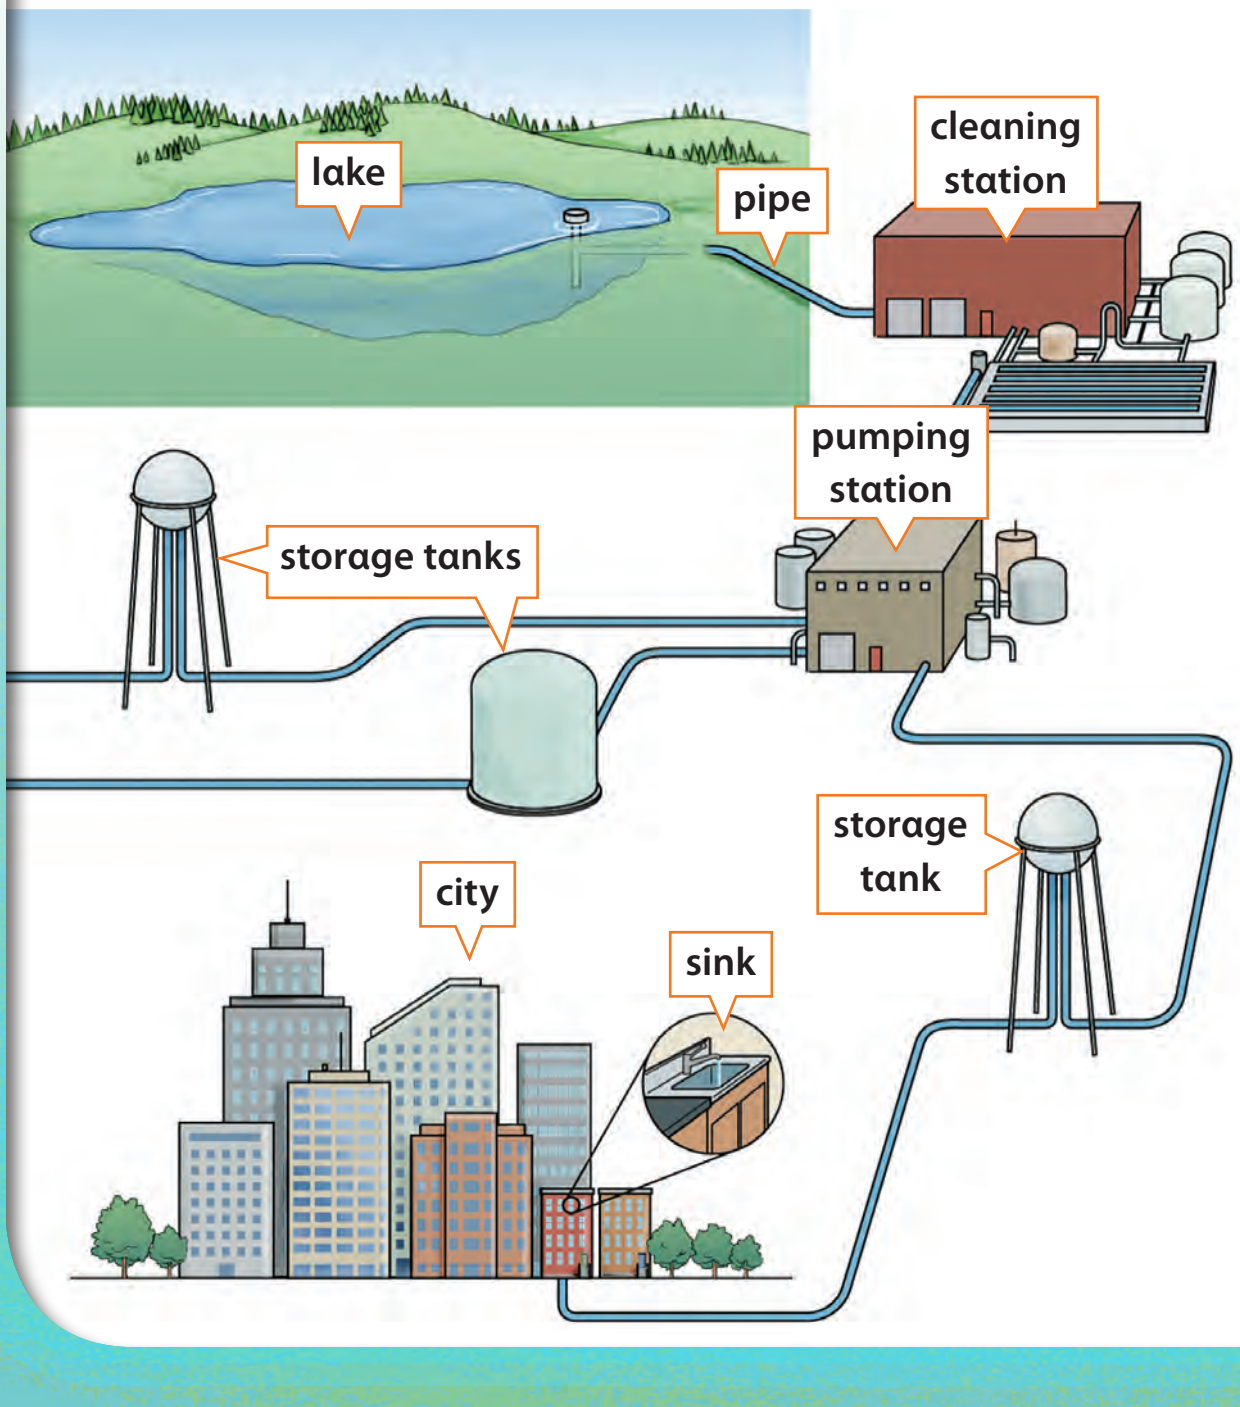 lake
pipe
cleaning
station
pumping
station
storage tanks
storage
tank
city
sink